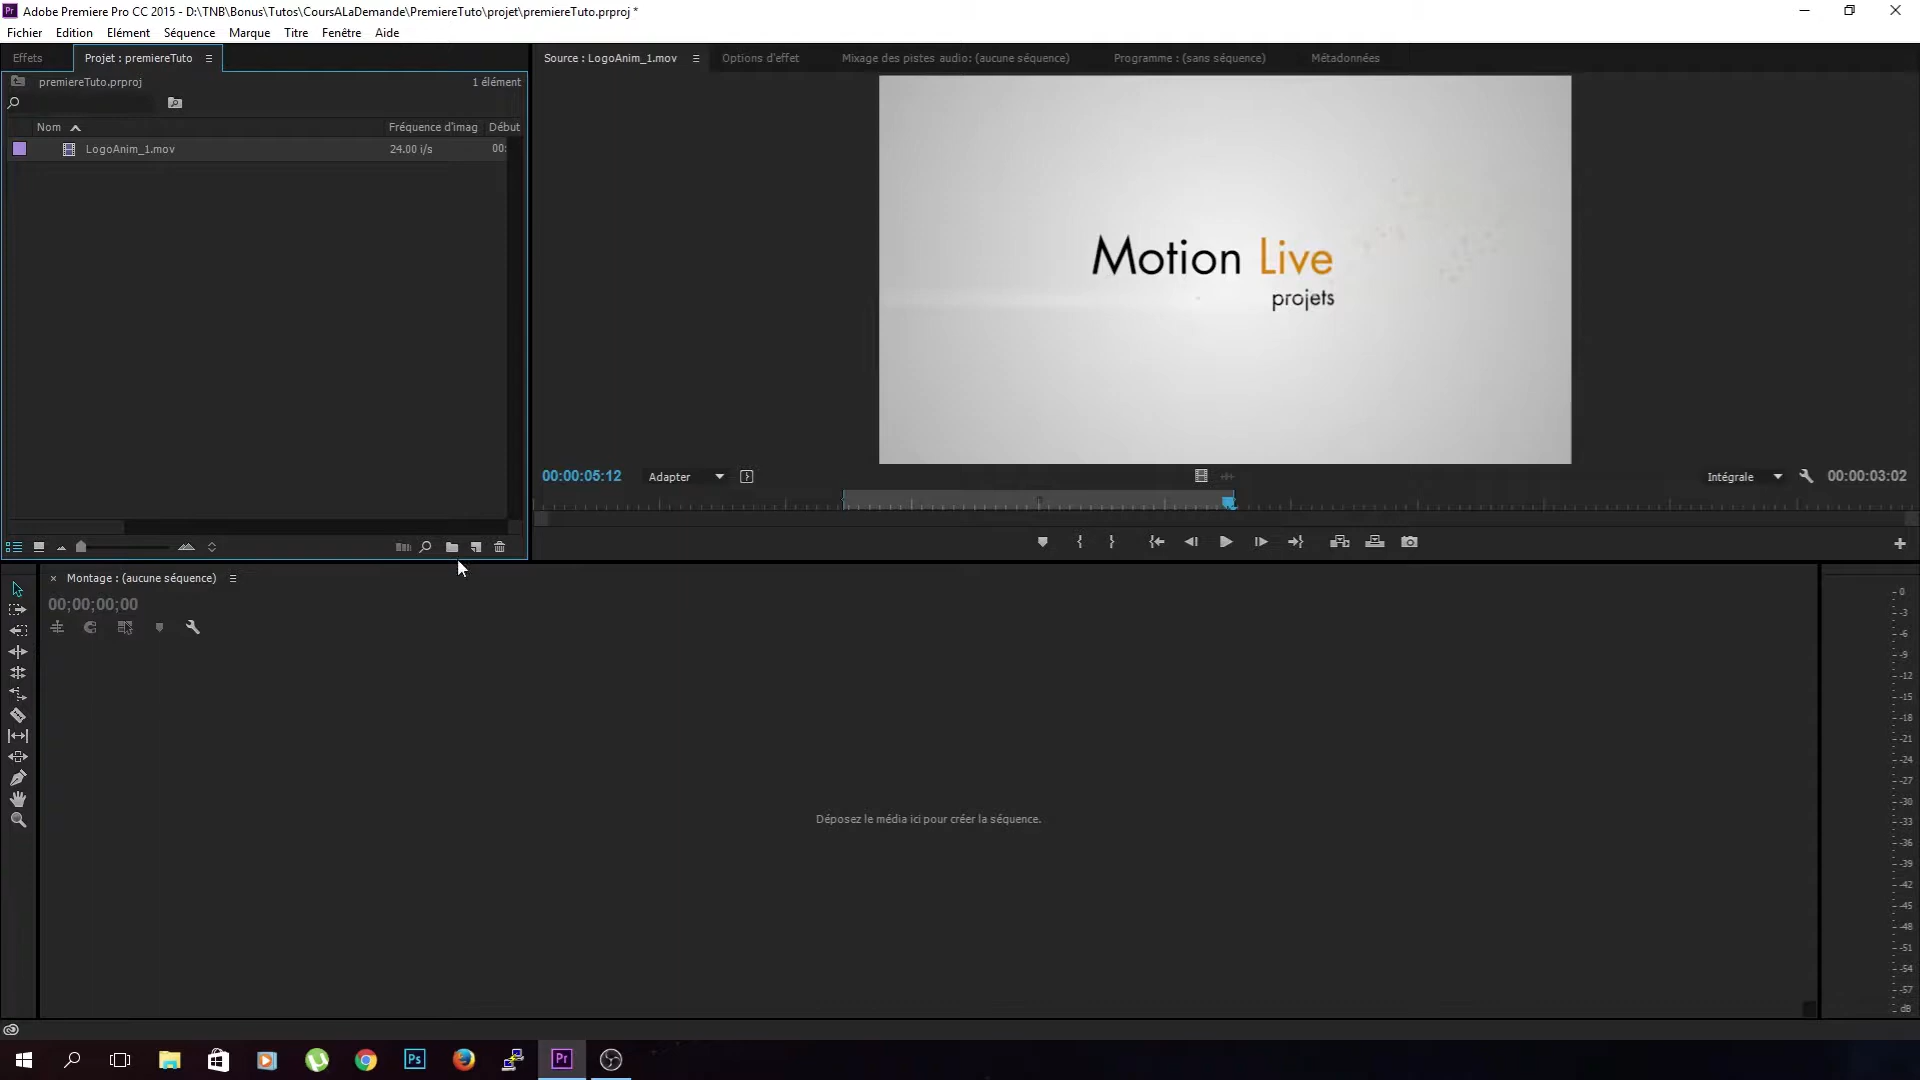 Adobe Premiere Pro CC 2015 - D:\TNB\Bonus\Tutos\CoursALaDemande\PremiereTuto\projet\premiereTuto.prproj *
Fichier Edition Elément Séquence Marque Titre Fenêtre Aide
Effets Projet : premiereTuto Source : LogoAnim_1.mov Options d'effet Mixage des pistes audio: (aucune séquence) Programme : (sans séquence) Métadonnées
premiereTuto.prproj 1 élément
Nom Fréquence d'imag Début
LogoAnim_1.mov 24.00 i/s 00:
Motion Live
projets
00:00:05:12 Adapter Intégrale 00:00:03:02
Montage : (aucune séquence)
00;00;00;00
Déposez le média ici pour créer la séquence.
0
-3
-6
-9
-12
-15
-18
-21
-24
-27
-30
-33
-36
-39
-42
-45
-48
-51
-54
-57
dB
Ps
Pr